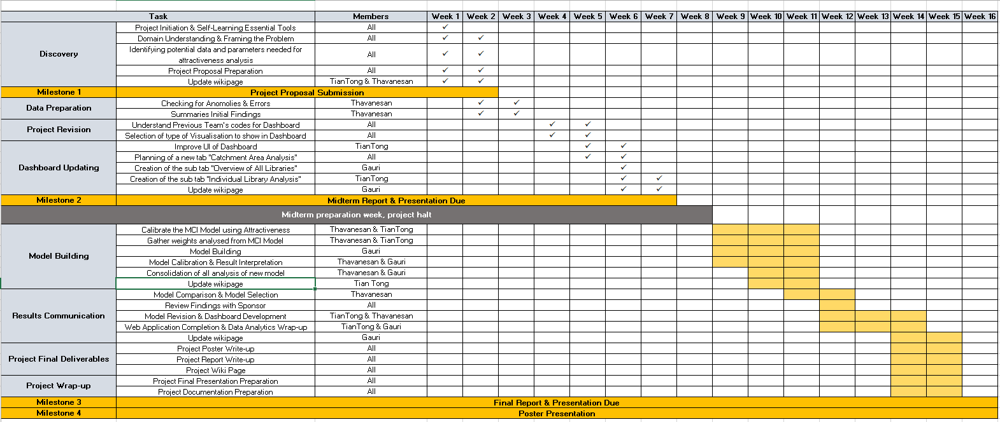 Task Members Week 1 Week 2 Week 3 Week 4 Week 5 Week 6 Week 7 Week 8 Week 9 Week 10 Week 11 Week 12 Week 13 Week 14 Week 15 Week 16
Discovery
Project Initiation & Self-Learning Essential Tools All ✓
Domain Understanding & Framing the Problem All ✓ ✓
Identifying potential data and parameters needed for
attractiveness analysis All ✓ ✓
Project Proposal Preparation All ✓ ✓
Update wikipage TianTong & Thavanesan ✓ ✓
Milestone 1 Project Proposal Submission
Data Preparation
Checking for Anomolies & Errors Thavanesan ✓ ✓
Summaries Initial Findings Thavanesan ✓ ✓
Project Revision
Understand Previous Team's codes for Dashboard All ✓ ✓
Selection of type of Visualisation to show in Dashboard All ✓ ✓
Dashboard Updating
Improve UI of Dashboard TianTong ✓ ✓
Planning of a new tab "Catchment Area Analysis" All ✓ ✓
Creation of the sub tab "Overview of All Libraries" Gauri ✓
Creation of the sub tab "Individual Library Analysis" TianTong ✓ ✓
Update wikipage Gauri ✓ ✓
Milestone 2 Midterm Report & Presentation Due
Midterm preparation week, project halt
Model Building
Calibrate the MCI Model using Attractiveness Thavanesan & TianTong
Gather weights analysed from MCI Model Thavanesan & TianTong
Model Building Gauri
Model Calibration & Result Interpretation Thavanesan & Gauri
Consolidation of all analysis of new model Thavanesan & Gauri
Update wikipage Tian Tong
Results Communication
Model Comparison & Model Selection Thavanesan
Review Findings with Sponsor All
Model Revision & Dashboard Development TianTong & Thavanesan
Web Application Completion & Data Analytics Wrap-up TianTong & Gauri
Update wikipage Gauri
Project Final Deliverables
Project Poster Write-up All
Project Report Write-up All
Project Wiki Page All
Project Wrap-up
Project Final Presentation Preparation All
Project Documentation Preparation All
Milestone 3 Final Report & Presentation Due
Milestone 4 Poster Presentation